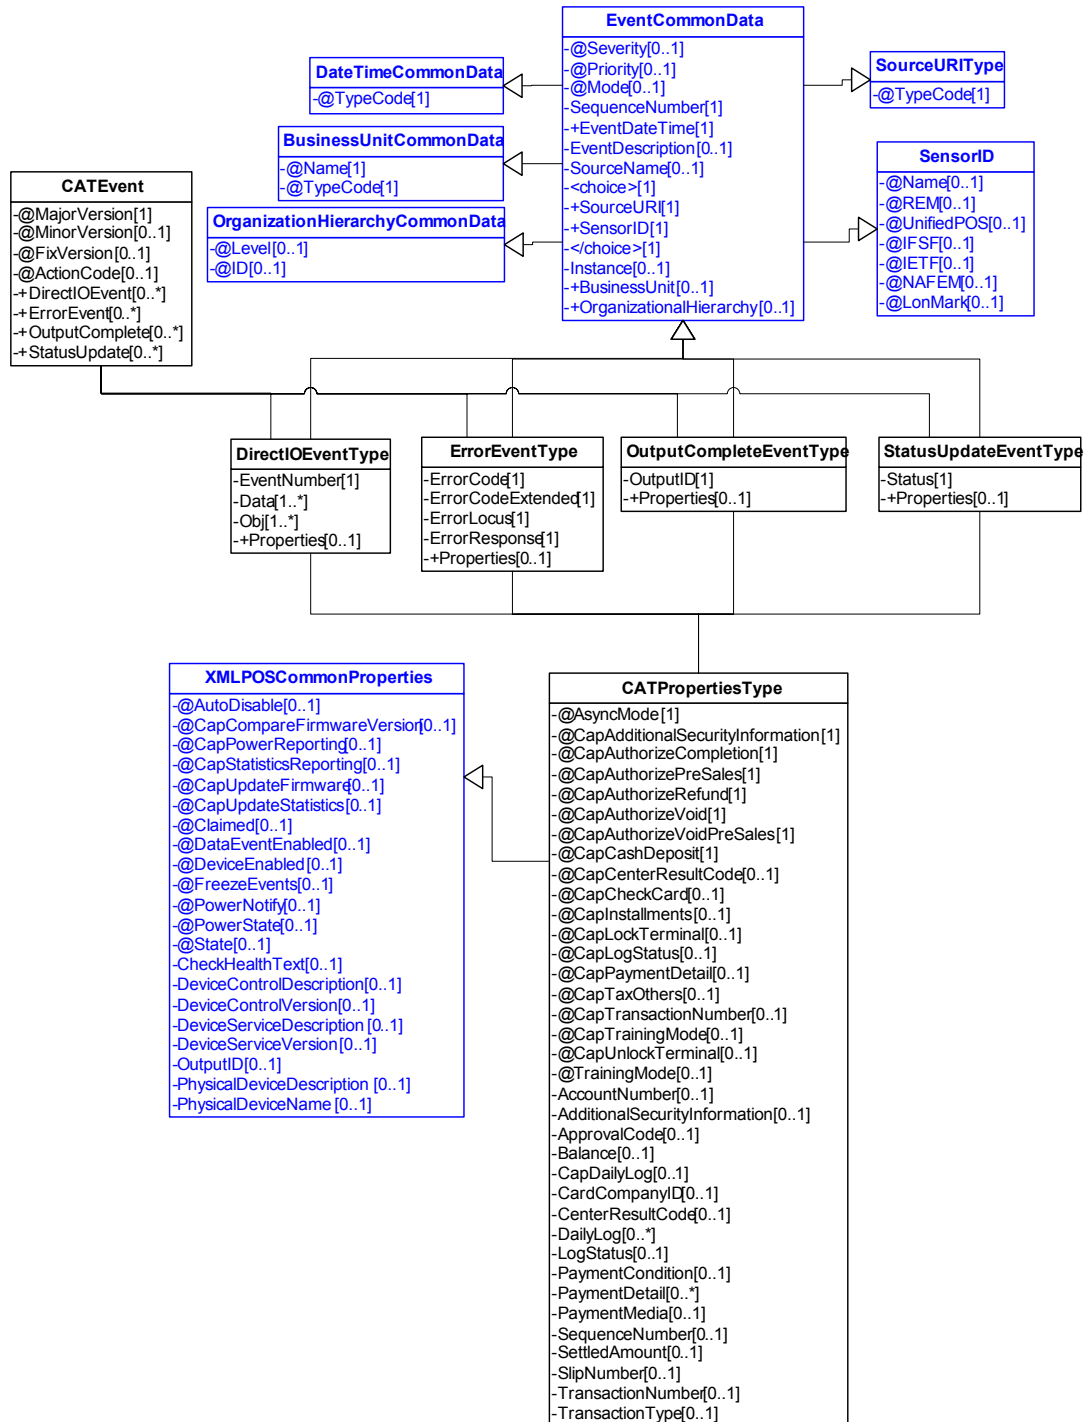 EventCommonData
-@Severity[0..1]
-@Priority[0..1]
-@Mode[0..1]
-SequenceNumber[1]
-+EventDateTime[1]
-EventDescription[0..1]
-SourceName[0..1]
-<choice>[1]
-+SourceURI[1]
-+SensorID[1]
-</choice>[1]
-Instance[0..1]
-+BusinessUnit[0..1]
-+OrganizationalHierarchy[0..1]
DateTimeCommonData
-@TypeCode[1]
SourceURIType
-@TypeCode[1]
BusinessUnitCommonData
-@Name[1]
-@TypeCode[1]
SensorID
-@Name[0..1]
-@REM[0..1]
-@UnifiedPOS[0..1]
-@IFSF[0..1]
-@IETF[0..1]
-@NAFEM[0..1]
-@LonMark[0..1]
CATEvent
-@MajorVersion[1]
-@MinorVersion[0..1]
-@FixVersion[0..1]
-@ActionCode[0..1]
-+DirectIOEvent[0..*]
-+ErrorEvent[0..*]
-+OutputComplete[0..*]
-+StatusUpdate[0..*]
OrganizationHierarchyCommonData
-@Level[0..1]
-@ID[0..1]
DirectIOEventType
-EventNumber[1]
-Data[1..*]
-Obj[1..*]
-+Properties[0..1]
ErrorEventType
-ErrorCode[1]
-ErrorCodeExtended[1]
-ErrorLocus[1]
-ErrorResponse[1]
-+Properties[0..1]
OutputCompleteEventType
-OutputID[1]
-+Properties[0..1]
StatusUpdateEventType
-Status[1]
-+Properties[0..1]
XMLPOSCommonProperties
-@AutoDisable[0..1]
-@CapCompareFirmwareVersion[0..1]
-@CapPowerReporting[0..1]
-@CapStatisticsReporting[0..1]
-@CapUpdateFirmware[0..1]
-@CapUpdateStatistics[0..1]
-@Claimed[0..1]
-@DataEventEnabled[0..1]
-@DeviceEnabled[0..1]
-@FreezeEvents[0..1]
-@PowerNotify[0..1]
-@PowerState[0..1]
-@State[0..1]
-CheckHealthText[0..1]
-DeviceControlDescription[0..1]
-DeviceControlVersion[0..1]
-DeviceServiceDescription[0..1]
-DeviceServiceVersion[0..1]
-OutputID[0..1]
-PhysicalDeviceDescription [0..1]
-PhysicalDeviceName [0..1]
CATPropertiesType
-@AsyncMode[1]
-@CapAdditionalSecurityInformation[1]
-@CapAuthorizeCompletion[1]
-@CapAuthorizePreSales[1]
-@CapAuthorizeRefund[1]
-@CapAuthorizeVoid[1]
-@CapAuthorizeVoidPreSales[1]
-@CapCashDeposit[1]
-@CapCenterResultCode[0..1]
-@CapCheckCard[0..1]
-@CapInstallments[0..1]
-@CapLockTerminal[0..1]
-@CapLogStatus[0..1]
-@CapPaymentDetail[0..1]
-@CapTaxOthers[0..1]
-@CapTransactionNumber[0..1]
-@CapTrainingMode[0..1]
-@CapUnlockTerminal[0..1]
-@TrainingMode[0..1]
-AccountNumber[0..1]
-AdditionalSecurityInformation[0..1]
-ApprovalCode[0..1]
-Balance[0..1]
-CapDailyLog[0..1]
-CardCompanyID[0..1]
-CenterResultCode[0..1]
-DailyLog[0..*]
-LogStatus[0..1]
-PaymentCondition[0..1]
-PaymentDetail[0..*]
-PaymentMedia[0..1]
-SequenceNumber[0..1]
-SettledAmount[0..1]
-SlipNumber[0..1]
-TransactionNumber[0..1]
-TransactionType[0..1]